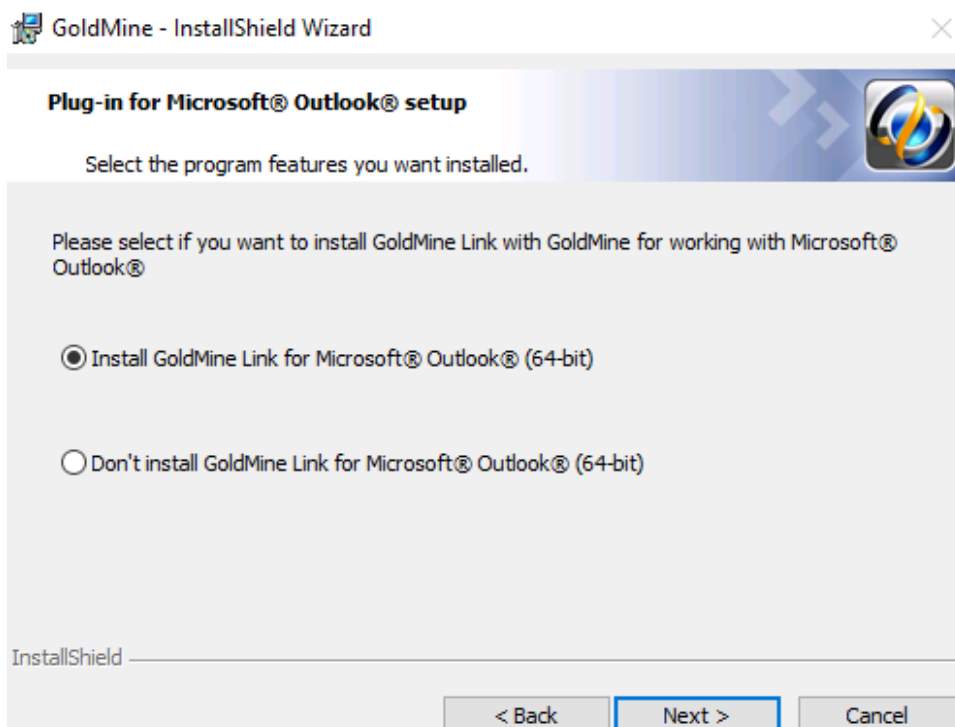 GoldMine - InstallShield Wizard
Plug-in for Microsoft® Outlook® setup
Select the program features you want installed.
Please select if you want to install GoldMine Link with GoldMine for working with Microsoft®
Outlook®
Install GoldMine Link for Microsoft® Outlook® (64-bit)
Don't install GoldMine Link for Microsoft® Outlook® (64-bit)
InstallShield
< Back
Next >
Cancel